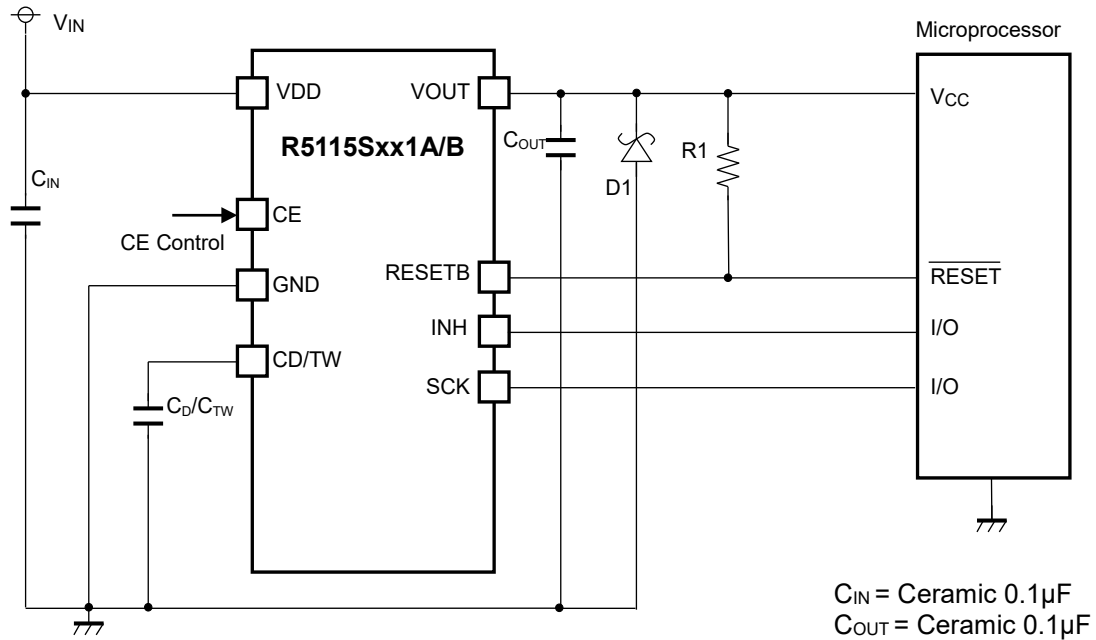 VIN
Microprocessor
VDD
VOUT
VCC
R5115Sxx1A/B
COUT
R1
D1
CIN
CE
CE Control
GND
RESETB
RESET
INH
I/O
CD/TW
SCK
I/O
CD/CTW
CIN = Ceramic 0.1µF
COUT = Ceramic 0.1µF